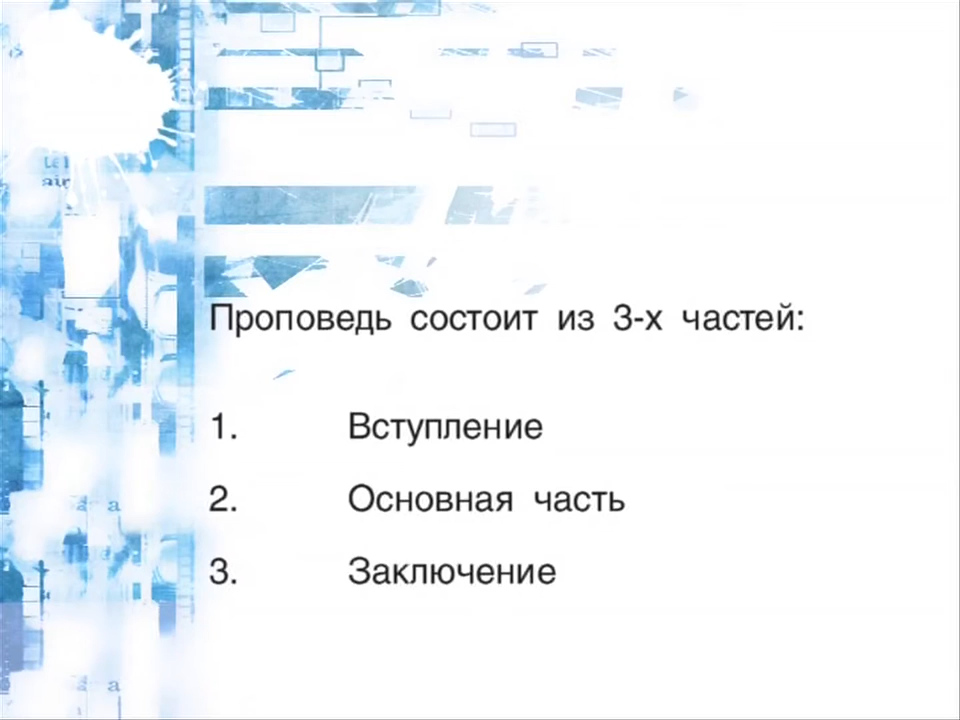 Проповедь состоит из 3-х частей:
1. Вступление
2. Основная часть
3. Заключение